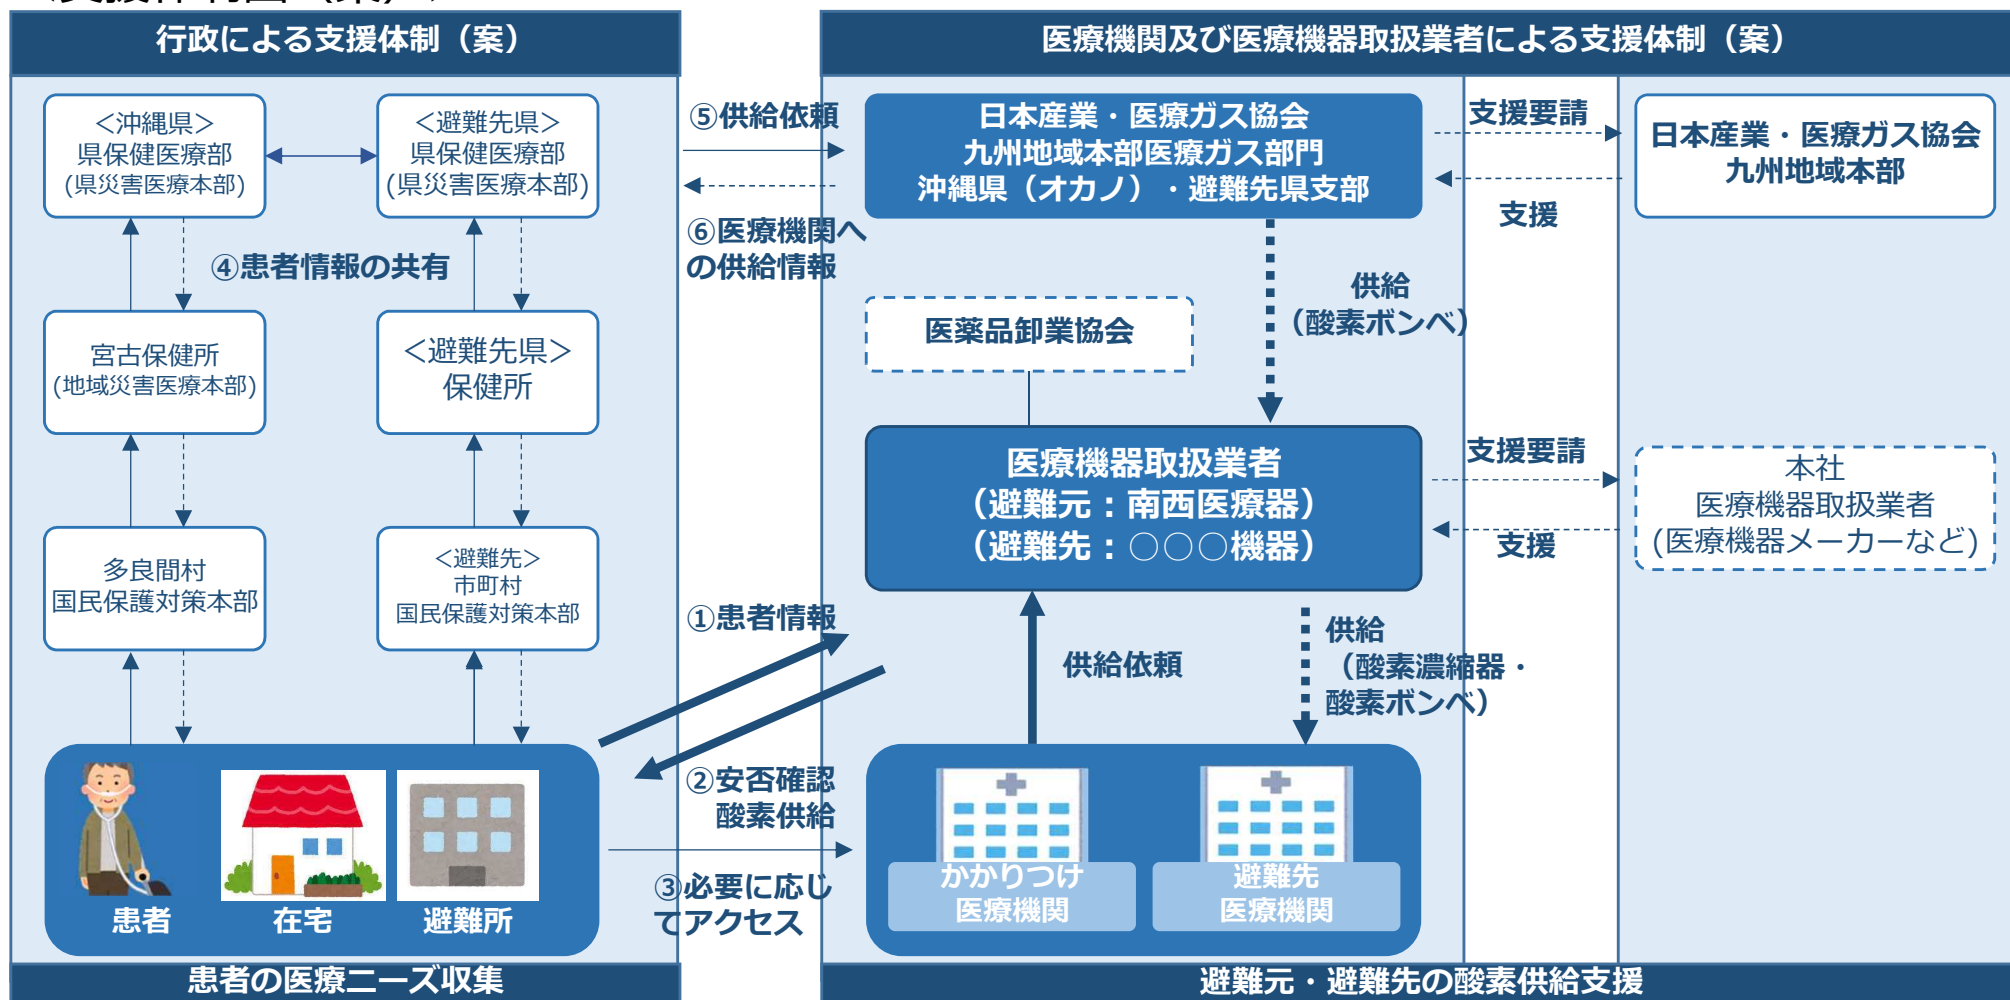 行政による支援体制（案）
＜沖縄県＞
県保健医療部
(県災害医療本部)
＜避難先県＞
県保健医療部
(県災害医療本部)
④患者情報の共有
宮古保健所
(地域災害医療本部)
＜避難先県＞
保健所
多良間村
国民保護対策本部
＜避難先＞
市町村
国民保護対策本部
患者
在宅
避難所
患者の医療ニーズ収集
⑤供給依頼
⑥医療機関へ
の供給情報
①患者情報
②安否確認
酸素供給
③必要に応じ
てアクセス
医療機関及び医療機器取扱業者による支援体制（案）
日本産業・医療ガス協会
九州地域本部医療ガス部門
沖縄県（オカノ）・避難先県支部
支援要請
支援
日本産業・医療ガス協会
九州地域本部
供給
（酸素ボンベ）
医薬品卸業協会
医療機器取扱業者
（避難元：南西医療器）
（避難先：○○○機器）
支援要請
支援
本社
医療機器取扱業者
(医療機器メーカーなど)
供給依頼
供給
（酸素濃縮器・
酸素ボンベ）
かかりつけ
医療機関
避難先
医療機関
避難元・避難先の酸素供給支援